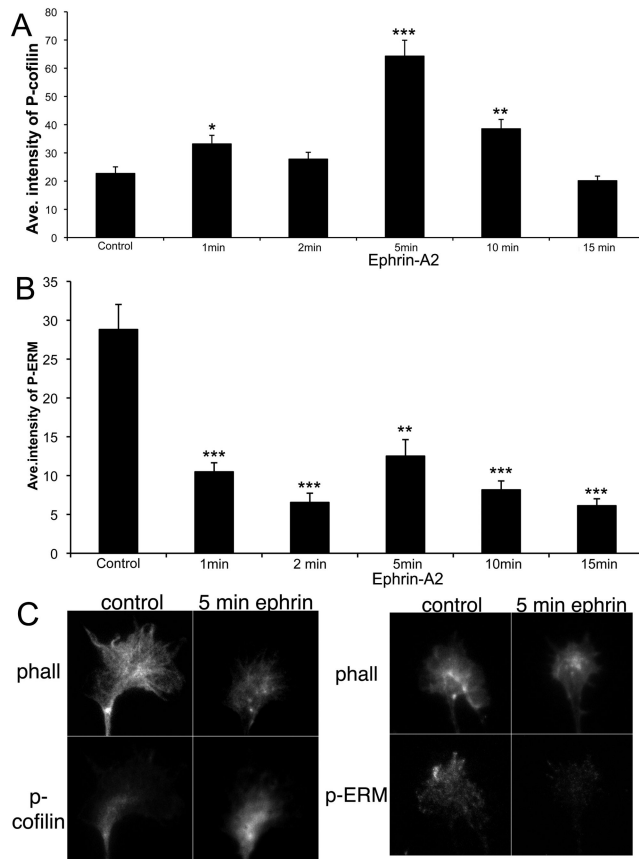 A
Ave. intensity of P-cofilin
80
70
60
50
40
30
20
10
0
*
***
**
Control
1min
2min
5min
10 min
15 min
Ephrin-A2
B
Ave.intensity of P-ERM
35
30
25
20
15
10
5
0
***
***
**
***
***
Control
1min
2 min
5min
10min
15min
Ephrin-A2
C
control
5 min ephrin
phall
p-
cofilin
control
5 min ephrin
phall
p-ERM